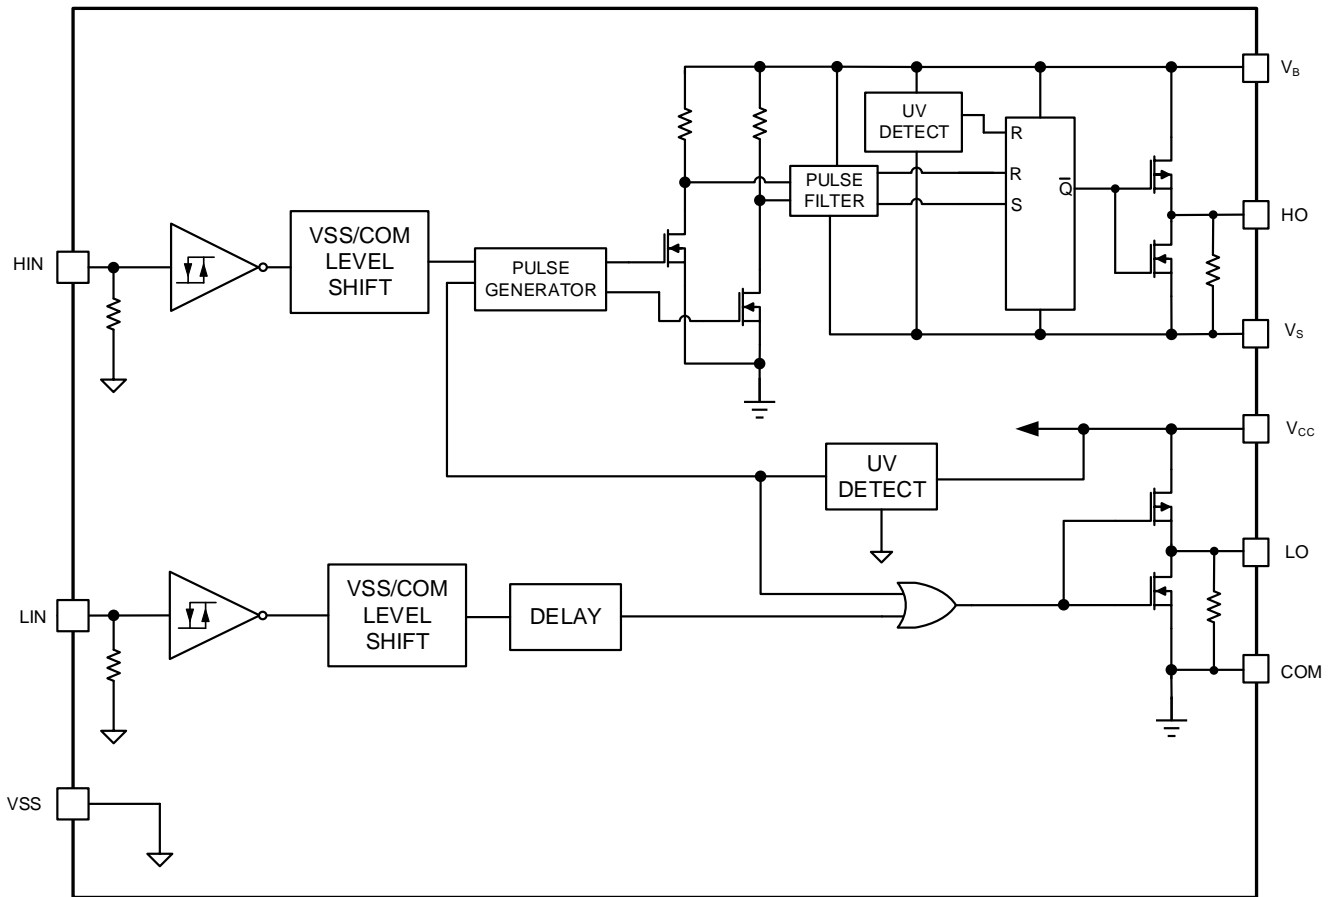 V_B
UV
DETECT
R
R
S
Q̅
PULSE
FILTER
HO
VSS/COM
LEVEL
SHIFT
HIN
PULSE
GENERATOR
V_S
V_CC
UV
DETECT
LO
VSS/COM
LEVEL
SHIFT
DELAY
LIN
COM
VSS